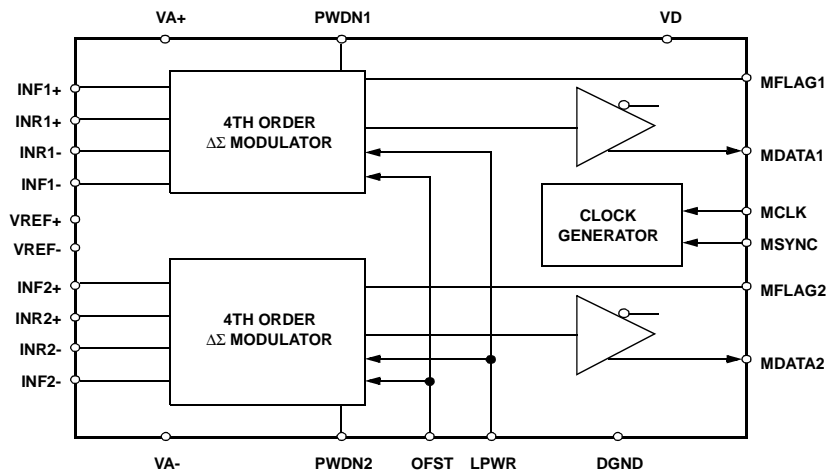 VA+
PWDN1
VD
INF1+
INR1+
INR1-
INF1-
VREF+
VREF-
INF2+
INR2+
INR2-
INF2-
4TH ORDER
ΔΣ MODULATOR
4TH ORDER
ΔΣ MODULATOR
CLOCK
GENERATOR
MFLAG1
MDATA1
MCLK
MSYNC
MFLAG2
MDATA2
VA-
PWDN2
OFST
LPWR
DGND